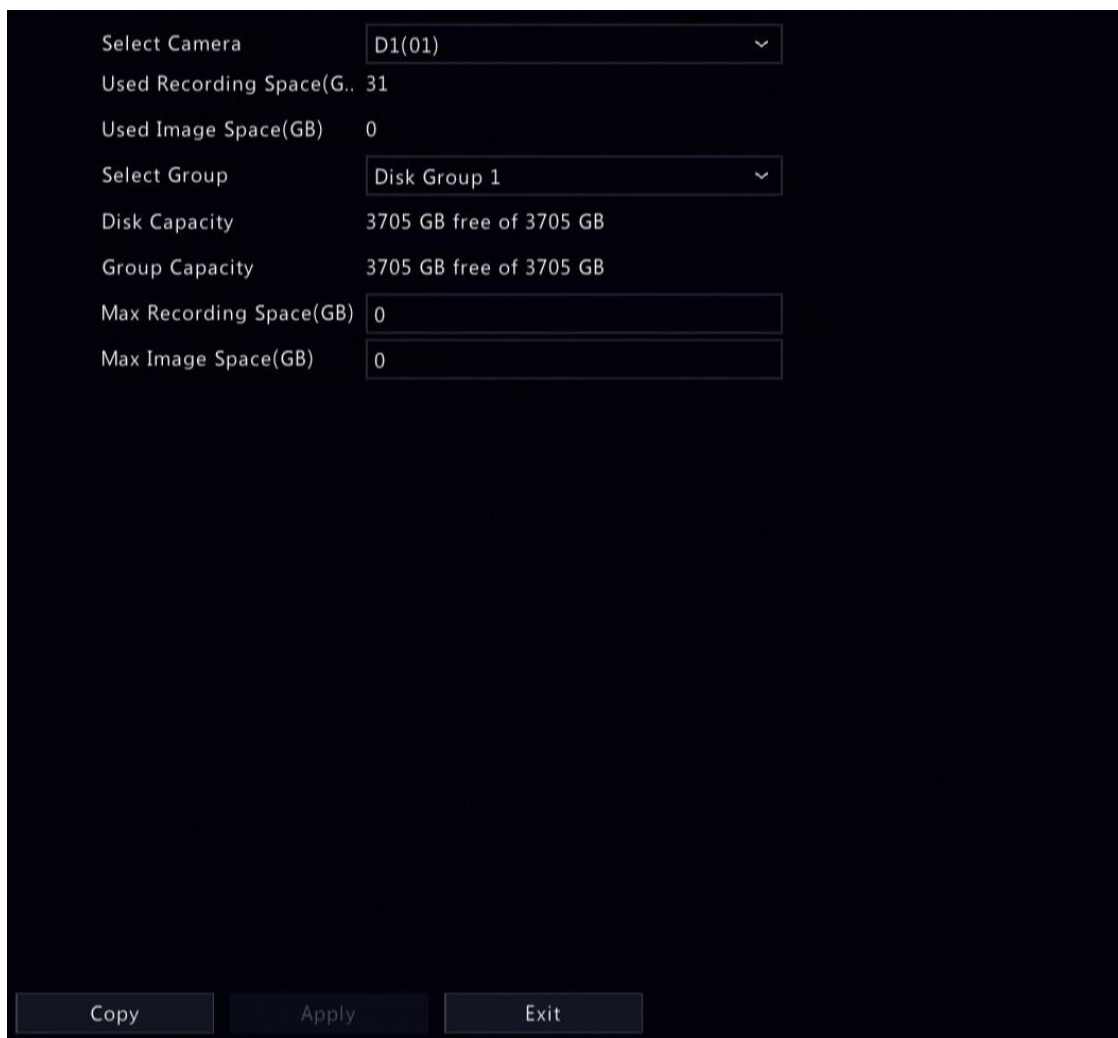 Select Camera D1(01)
Used Recording Space(G.. 31
Used Image Space(GB) 0
Select Group Disk Group 1
Disk Capacity 3705 GB free of 3705 GB
Group Capacity 3705 GB free of 3705 GB
Max Recording Space(GB) 0
Max Image Space(GB) 0
Copy Apply Exit